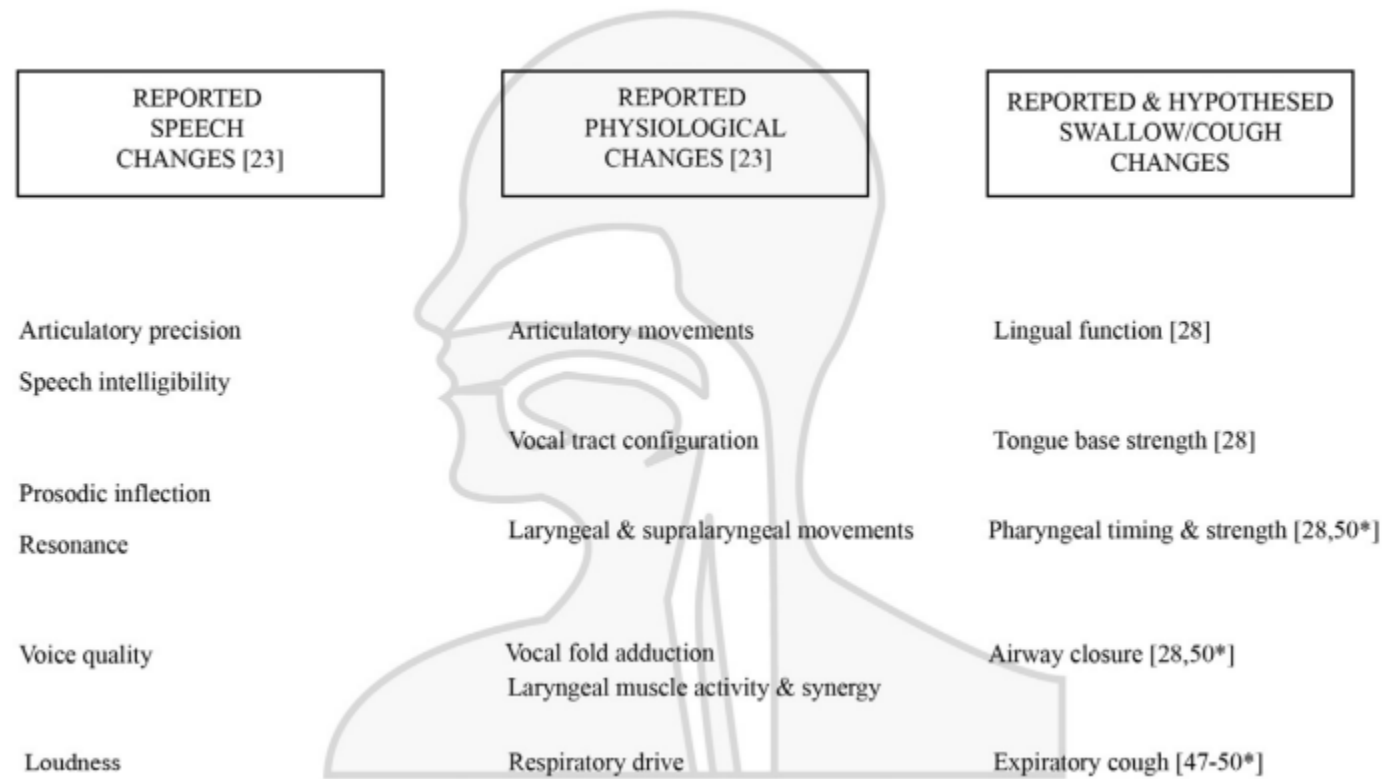 REPORTED
SPEECH
CHANGES [23]
REPORTED
PHYSIOLOGICAL
CHANGES [23]
REPORTED & HYPOTHESED
SWALLOW/COUGH
CHANGES
Articulatory precision
Articulatory movements
Lingual function [28]
Speech intelligibility
Vocal tract configuration
Tongue base strength [28]
Prosodic inflection
Laryngeal & supralaryngeal movements
Pharyngeal timing & strength [28,50*]
Resonance
Voice quality
Vocal fold adduction
Airway closure [28,50*]
Laryngeal muscle activity & synergy
Loudness
Respiratory drive
Expiratory cough [47-50*]